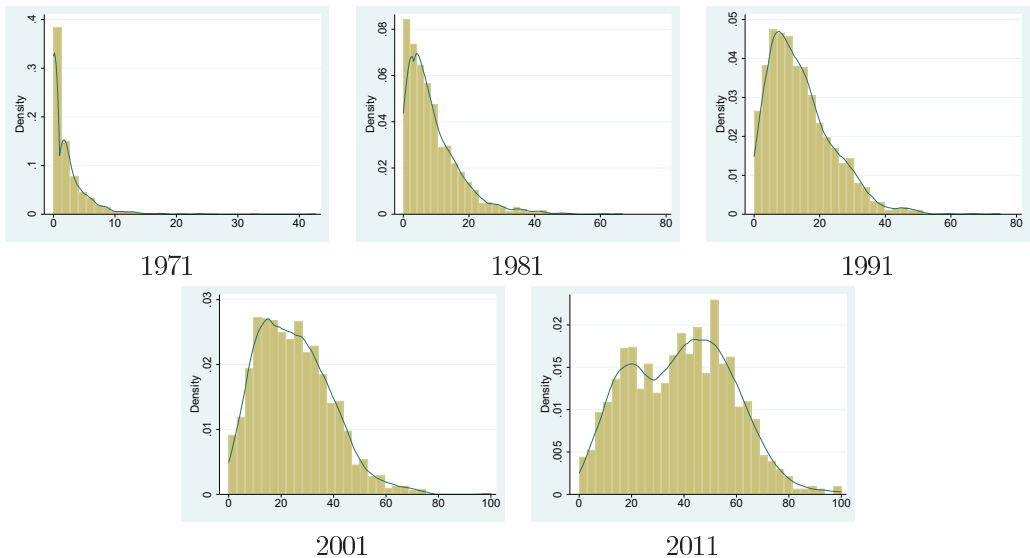 Density
0 .1 .2 .3 .4
0 10 20 30 40
1971
Density
0 .02 .04 .06 .08
0 20 40 60 80
1981
Density
0 .01 .02 .03 .04 .05
0 20 40 60 80
1991
Density
0 .01 .02 .03
0 20 40 60 80 100
2001
Density
0 .005 .01 .015 .02
0 20 40 60 80 100
2011